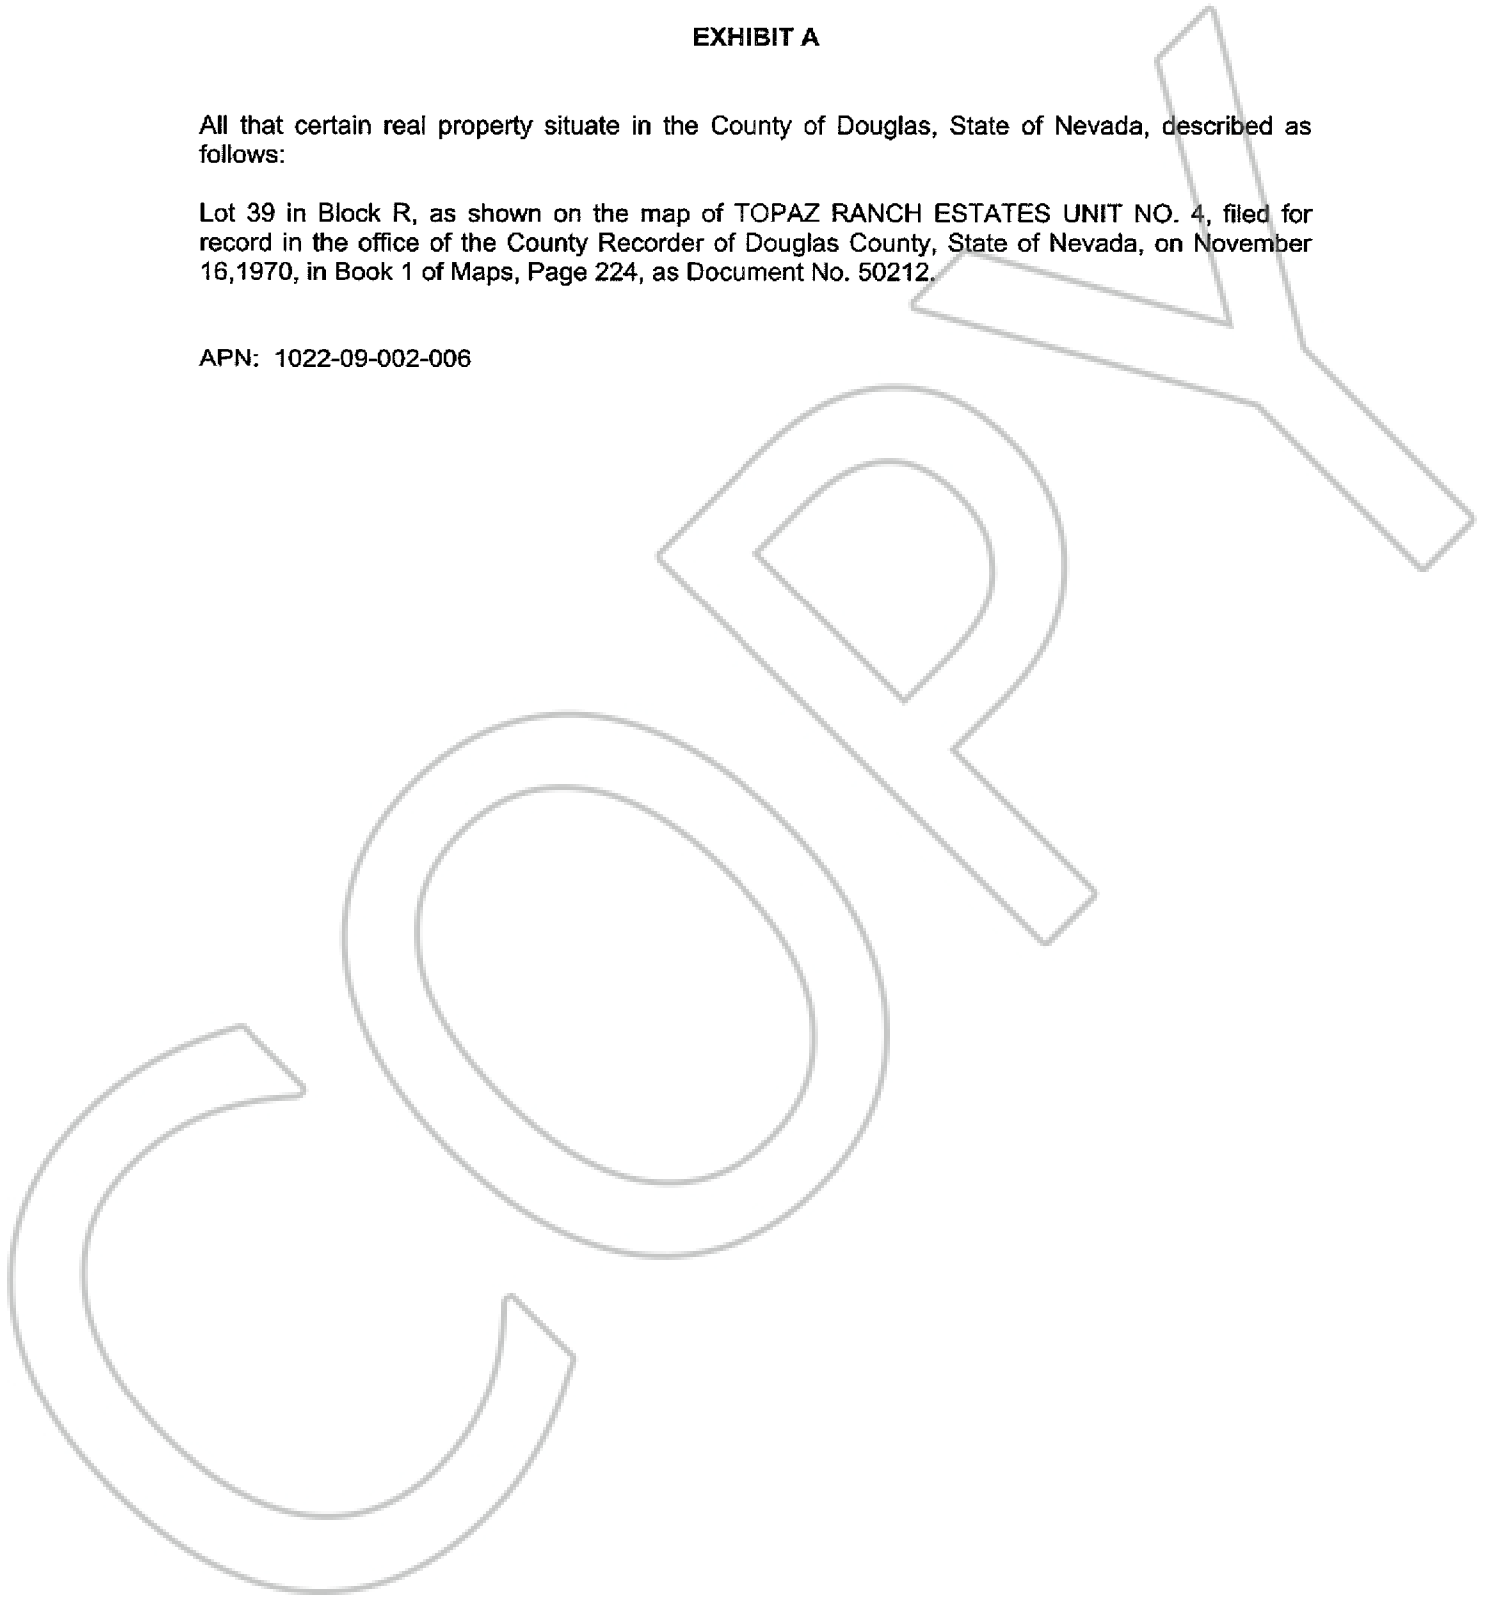 EXHIBIT A
All that certain real property situate in the County of Douglas, State of Nevada, described as
follows:
Lot 39 in Block R, as shown on the map of TOPAZ RANCH ESTATES UNIT NO. 4, filed for
record in the office of the County Recorder of Douglas County, State of Nevada, on November
16,1970, in Book 1 of Maps, Page 224, as Document No. 50212.
APN: 1022-09-002-006
COPY